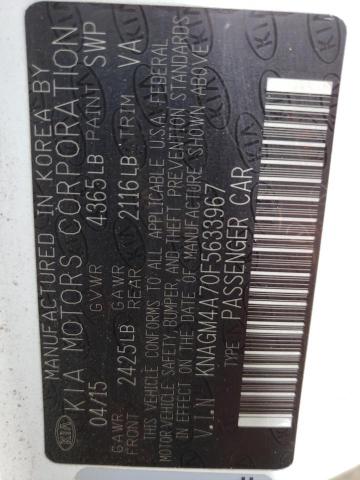 MANUFACTURED IN KOREA BY
KIA KIA MOTORS CORPORATION
04/15 GVWR 4365LB PAINT SWP
GAWR FRONT 2425LB GAWR REAR 2116LB TRIM VA
THIS VEHICLE CONFORMS TO ALL APPLICABLE U.S.A. FEDERAL
MOTOR VEHICLE SAFETY, BUMPER, AND THEFT PREVENTION STANDARDS
IN EFFECT ON THE DATE OF MANUFACTURE SHOWN ABOVE
V.I.N KNAGM4A70F5633967
TYPE PASSENGER CAR